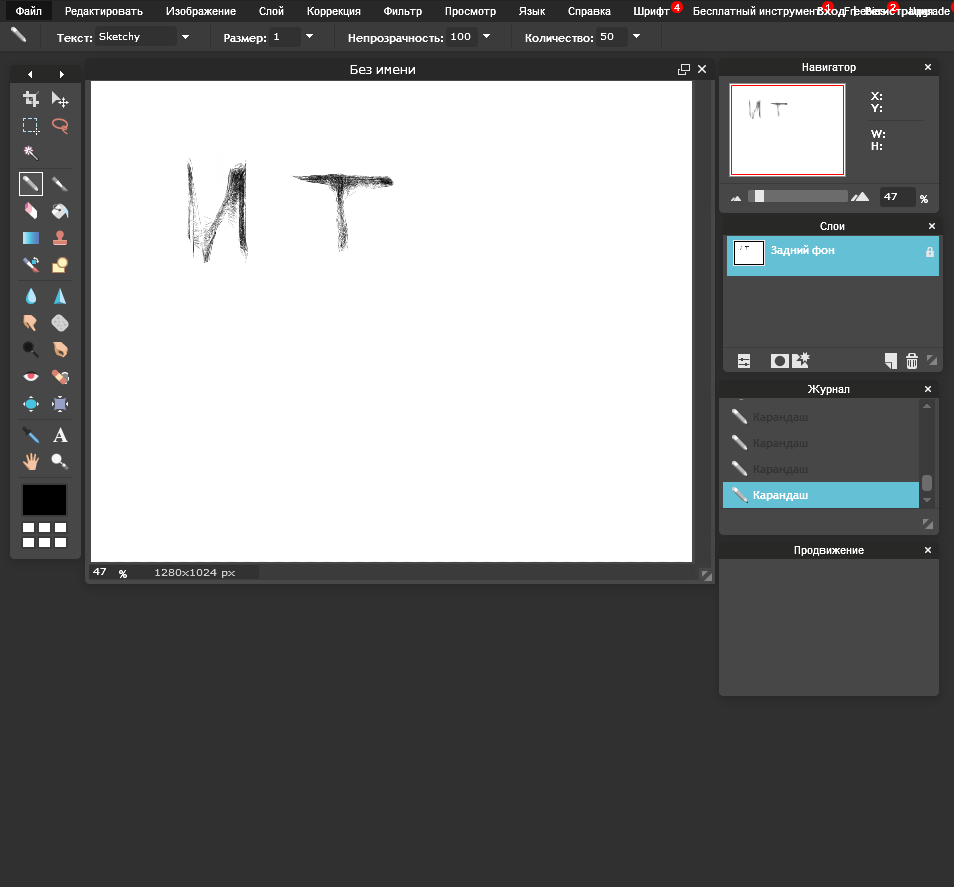 Файл Редактировать Изображение Слой Коррекция Фильтр Просмотр Язык Справка Шрифт 4 Бесплатный инструмент 1 Вход Freebies Регистрация 2 Upgrade
Текст: Sketchy Размер: 1 Непрозрачность: 100 Количество: 50
Без имени
И Т
47 % 1280x1024 px
Навигатор
X:
Y:
W:
H:
47 %
Слои
Задний фон
Журнал
Карандаш
Карандаш
Карандаш
Карандаш
Продвижение
A